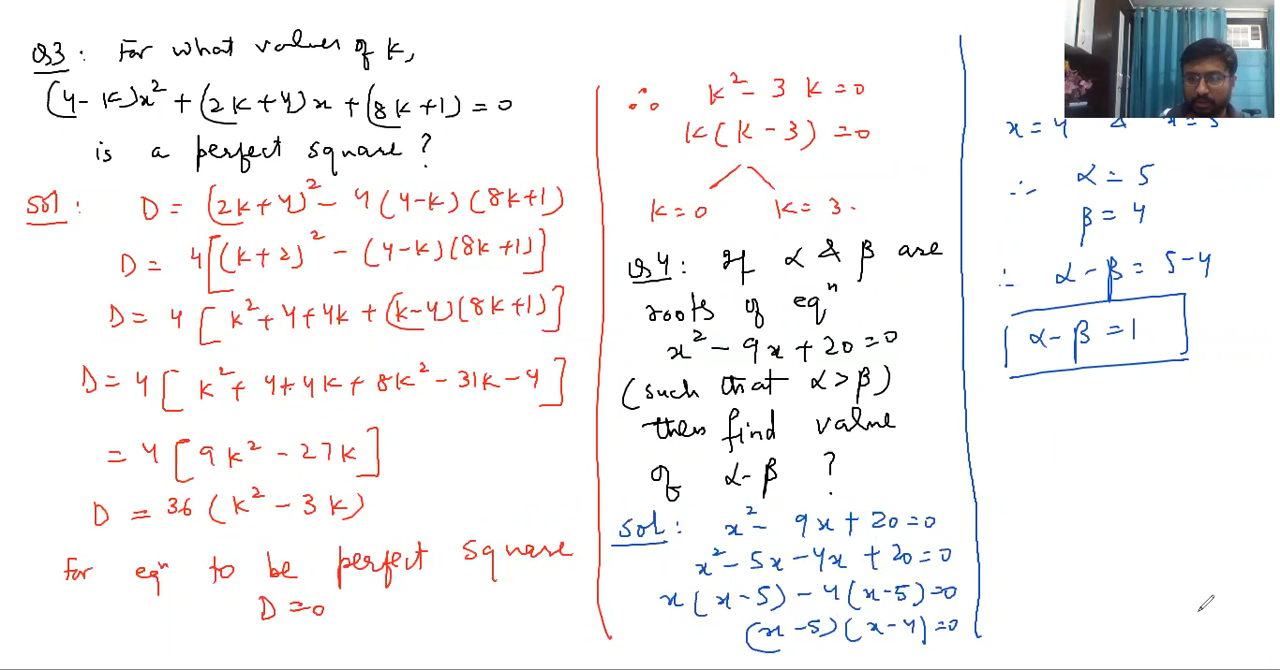 Q3: For what values of k,
(4-k)x² + (2k+4)x + (8k+1) = 0
is a perfect square?
Sol: D = (2k+4)² - 4(4-k)(8k+1)
D = 4[(k+2)² - (4-k)(8k+1)]
D = 4[k²+4+4k+(k-4)(8k+1)]
D = 4[k²+4+4k+8k²-31k-4]
= 4[9k²-27k]
D = 36(k²-3k)
For eqⁿ to be perfect square
D=0
∴ k²-3k=0
k(k-3)=0
k=0 k=3.
Q4: If α & β are
roots of eqⁿ
x²-9x+20=0
(such that α>β)
then find value
of α-β ?
Sol: x²-9x+20=0
x²-5x-4x+20=0
x(x-5)-4(x-5)=0
(x-5)(x-4)=0
x=4 & x=5
∴ α=5
β=4
∴ α-β=5-4
α-β=1